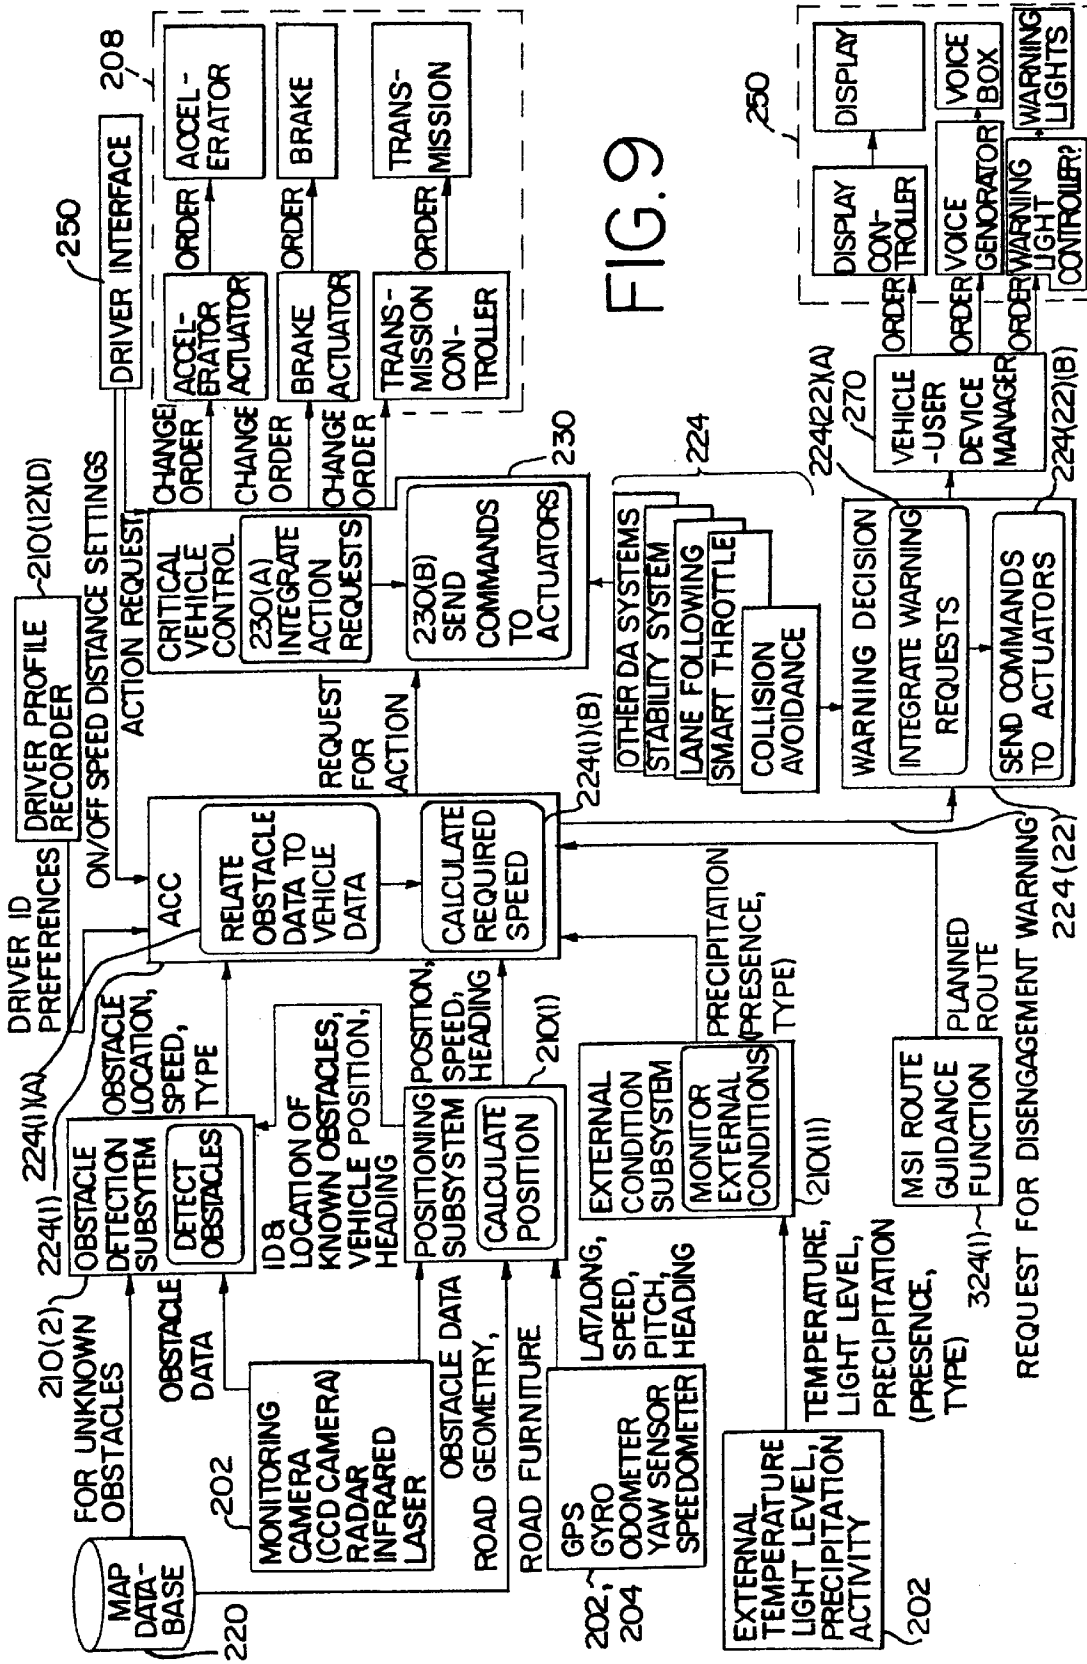 MAP
DATA-
BASE
220
FOR UNKNOWN
OBSTACLES
210(2)
OBSTACLE
DETECTION
SUBSYTEM
DETECT
OBSTACLES
OBSTACLE
DATA
202
MONITORING
CAMERA
(CCD CAMERA)
RADAR
INFRARED
LASER
OBSTACLE DATA
ROAD GEOMETRY,
ROAD FURNITURE
GPS
GYRO
ODOMETER
YAW SENSOR
SPEEDOMETER
202,
204
LAT/LONG,
SPEED,
PITCH,
HEADING
EXTERNAL
TEMPERATURE
LIGHT LEVEL,
PRECIPITATION
ACTIVITY
202
TEMPERATURE,
LIGHT LEVEL,
PRECIPITATION
(PRESENCE,
TYPE)
ID&
LOCATION OF
KNOWN OBSTACLES,
VEHICLE POSITION,
HEADING
POSITIONING
SUBSYSTEM
CALCULATE
POSITION
210(1)
POSITION,
SPEED,
HEADING
EXTERNAL
CONDITION
SUBSYSTEM
MONITOR
EXTERNAL
CONDITIONS
210(11)
PRECIPITATION
(PRESENCE,
TYPE)
MSI ROUTE
GUIDANCE
FUNCTION
324(1)
PLANNED
ROUTE
REQUEST FOR DISENGAGEMENT WARNING
224(22)
224(1)
224(1)(A)
OBSTACLE
LOCATION,
SPEED,
TYPE
DRIVER ID
PREFERENCES
DRIVER PROFILE
RECORDER
210(12)(D)
ON/OFF SPEED DISTANCE SETTINGS
ACTION REQUEST
ACC
RELATE
OBSTACLE
DATA TO
VEHICLE
DATA
CALCULATE
REQUIRED
SPEED
224(1)(B)
REQUEST
FOR
ACTION
CRITICAL
VEHICLE
CONTROL
230(A)
INTEGRATE
ACTION
REQUESTS
230(B)
SEND
COMMANDS
TO
ACTUATORS
230
250
DRIVER INTERFACE
208
CHANGE
ORDER
ACCEL-
ERATOR
ACTUATOR
ORDER
ACCEL-
ERATOR
CHANGE
ORDER
BRAKE
ACTUATOR
ORDER
BRAKE
CHANGE
ORDER
TRANS-
MISSION
CON-
TROLLER
ORDER
TRANS-
MISSION
FIG.9
224
OTHER DA SYSTEMS
STABILITY SYSTEM
LANE FOLLOWING
SMART THROTTLE
COLLISION
AVOIDANCE
WARNING DECISION
INTEGRATE WARNING
REQUESTS
SEND COMMANDS
TO ACTUATORS
224(22)(A)
224(22)(B)
270
VEHICLE
-USER
DEVICE
MANAGER
250
ORDER
DISPLAY
CON-
TROLLER
DISPLAY
ORDER
VOICE
GENORATOR
VOICE
BOX
ORDER
WARNING
LIGHT
CONTROLLER?
WARNING
LIGHTS